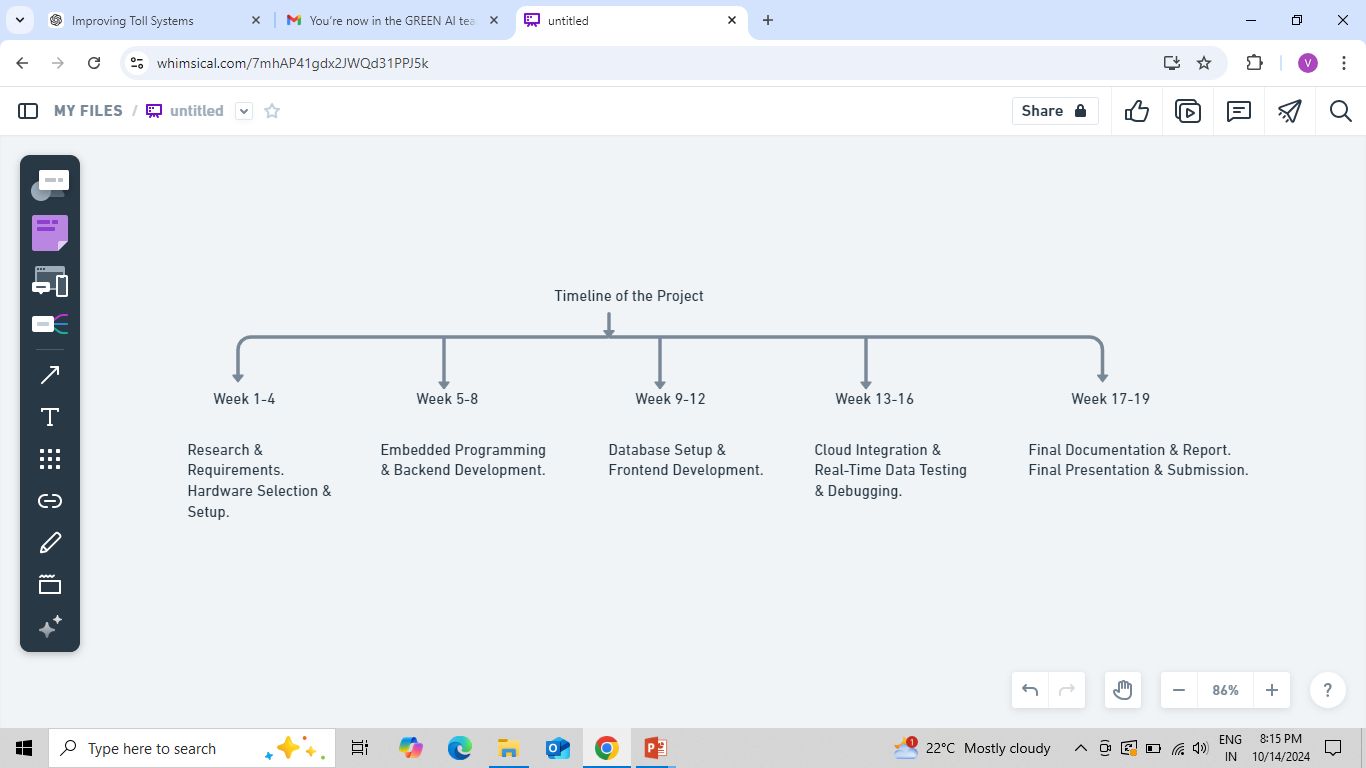 Improving Toll Systems
You're now in the GREEN AI tea
untitled
whimsical.com/7mhAP41gdx2JWQd31PPJ5k
V
MY FILES / untitled
Share
Timeline of the Project
Week 1-4
Week 5-8
Week 9-12
Week 13-16
Week 17-19
Research &
Requirements.
Hardware Selection &
Setup.
Embedded Programming
& Backend Development.
Database Setup &
Frontend Development.
Cloud Integration &
Real-Time Data Testing
& Debugging.
Final Documentation & Report.
Final Presentation & Submission.
T
86%
?
Type here to search
1
22°C Mostly cloudy
ENG
IN
8:15 PM
10/14/2024